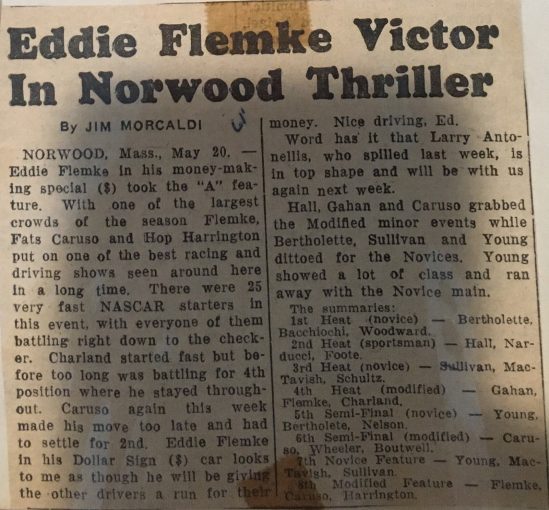 Eddie Flemke Victor
In Norwood Thriller
By JIM MORCALDI
NORWOOD, Mass., May 20. —
Eddie Flemke in his money-mak-
ing special ($) took the "A" fea-
ture. With one of the largest
crowds of the season Flemke,
Fats Caruso and Hop Harrington
put on one of the best racing and
driving shows seen around here
in a long time. There were 25
very fast NASCAR starters in
this event, with everyone of them
battling right down to the check-
er. Charland started fast but be-
fore too long was battling for 4th
position where he stayed through-
out. Caruso again this week
made his move too late and had
to settle for 2nd. Eddie Flemke
in his Dollar Sign ($) car looks
to me as though he will be giving
the other drivers a run for their
money. Nice driving, Ed.
Word has it that Larry Anto-
nellis, who spilled last week, is
in top shape and will be with us
again next week.
Hall, Gahan and Caruso grabbed
the Modified minor events while
Bertholette, Sullivan and Young
dittoed for the Novices. Young
showed a lot of class and ran
away with the Novice main.
The summaries:
1st Heat (novice) — Bertholette,
Bacchiochi, Woodward.
2nd Heat (sportsman) — Hall, Nar-
ducci, Foote.
3rd Heat (novice) — Sullivan, Mac-
Tavish, Schultz.
4th Heat (modified) — Gahan,
Flemke, Charland.
5th Semi-Final (novice) — Young,
Bertholete, Nelson.
6th Semi-Final (modified) — Caru-
so, Wheeler, Boutwell.
7th Novice Feature — Young, Mac-
Tavish, Sullivan.
8th Modified Feature — Flemke,
Caruso, Harrington.